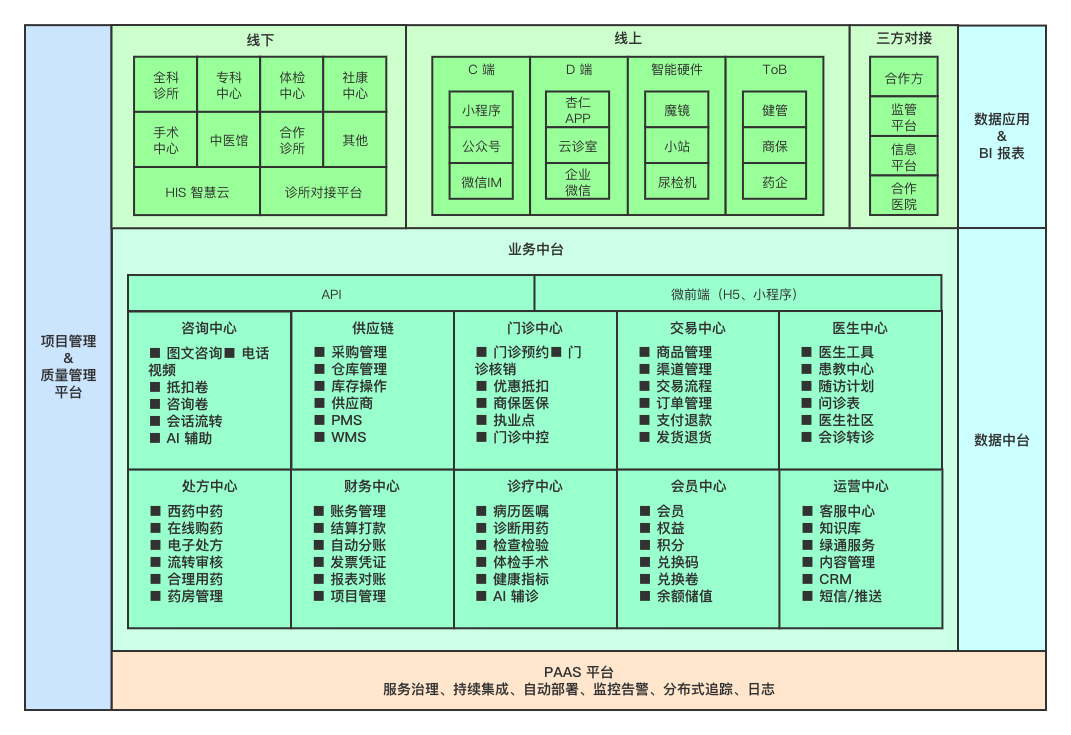 线下
全科
诊所
专科
中心
体检
中心
社康
中心
手术
中心
中医馆
合作
诊所
其他
HIS 智慧云
诊所对接平台
线上
C 端
小程序
公众号
微信IM
D 端
杏仁
APP
云诊室
企业
微信
智能硬件
魔镜
小站
尿检机
ToB
健管
商保
药企
三方对接
合作方
监管
平台
信息
平台
合作
医院
数据应用
&
BI 报表
项目管理
&
质量管理
平台
业务中台
API
微前端（H5、小程序）
咨询中心
■ 图文咨询■ 电话
视频
■ 抵扣卷
■ 咨询卷
■ 会话流转
■ AI 辅助
供应链
■ 采购管理
■ 仓库管理
■ 库存操作
■ 供应商
■ PMS
■ WMS
门诊中心
■ 门诊预约■ 门
诊核销
■ 优惠抵扣
■ 商保医保
■ 执业点
■ 门诊中控
交易中心
■ 商品管理
■ 渠道管理
■ 交易流程
■ 订单管理
■ 支付退款
■ 发货退货
医生中心
■ 医生工具
■ 患教中心
■ 随访计划
■ 问诊表
■ 医生社区
■ 会诊转诊
处方中心
■ 西药中药
■ 在线购药
■ 电子处方
■ 流转审核
■ 合理用药
■ 药房管理
财务中心
■ 账务管理
■ 结算打款
■ 自动分账
■ 发票凭证
■ 报表对账
■ 项目管理
诊疗中心
■ 病历医嘱
■ 诊断用药
■ 检查检验
■ 体检手术
■ 健康指标
■ AI 辅诊
会员中心
■ 会员
■ 权益
■ 积分
■ 兑换码
■ 兑换卷
■ 余额储值
运营中心
■ 客服中心
■ 知识库
■ 绿通服务
■ 内容管理
■ CRM
■ 短信/推送
数据中台
PAAS 平台
服务治理、持续集成、自动部署、监控告警、分布式追踪、日志